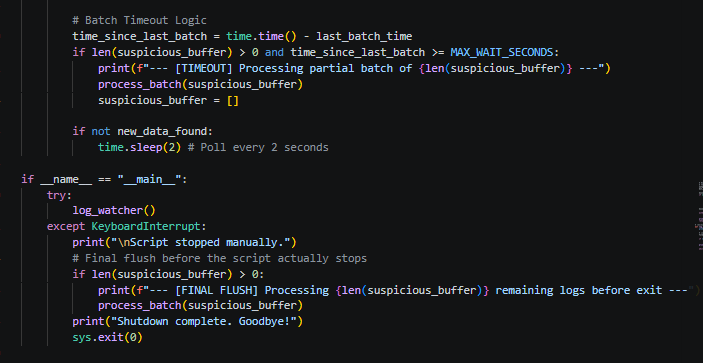 # Batch Timeout Logic
time_since_last_batch = time.time() - last_batch_time
if len(suspicious_buffer) > 0 and time_since_last_batch >= MAX_WAIT_SECONDS:
print(f"--- [TIMEOUT] Processing partial batch of {len(suspicious_buffer)} ---")
process_batch(suspicious_buffer)
suspicious_buffer = []
if not new_data_found:
time.sleep(2) # Poll every 2 seconds
if __name__ == "__main__":
try:
log_watcher()
except KeyboardInterrupt:
print("\nScript stopped manually.")
# Final flush before the script actually stops
if len(suspicious_buffer) > 0:
print(f"--- [FINAL FLUSH] Processing {len(suspicious_buffer)} remaining logs before exit ---")
process_batch(suspicious_buffer)
print("Shutdown complete. Goodbye!")
sys.exit(0)